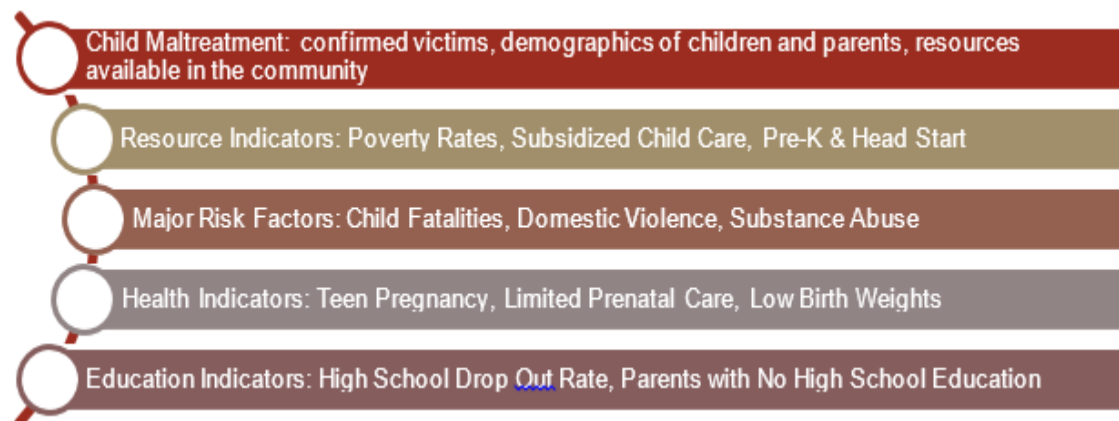 Child Maltreatment: confirmed victims, demographics of children and parents, resources
available in the community
Resource Indicators: Poverty Rates, Subsidized Child Care, Pre-K & Head Start
Major Risk Factors: Child Fatalities, Domestic Violence, Substance Abuse
Health Indicators: Teen Pregnancy, Limited Prenatal Care, Low Birth Weights
Education Indicators: High School Drop Out Rate, Parents with No High School Education